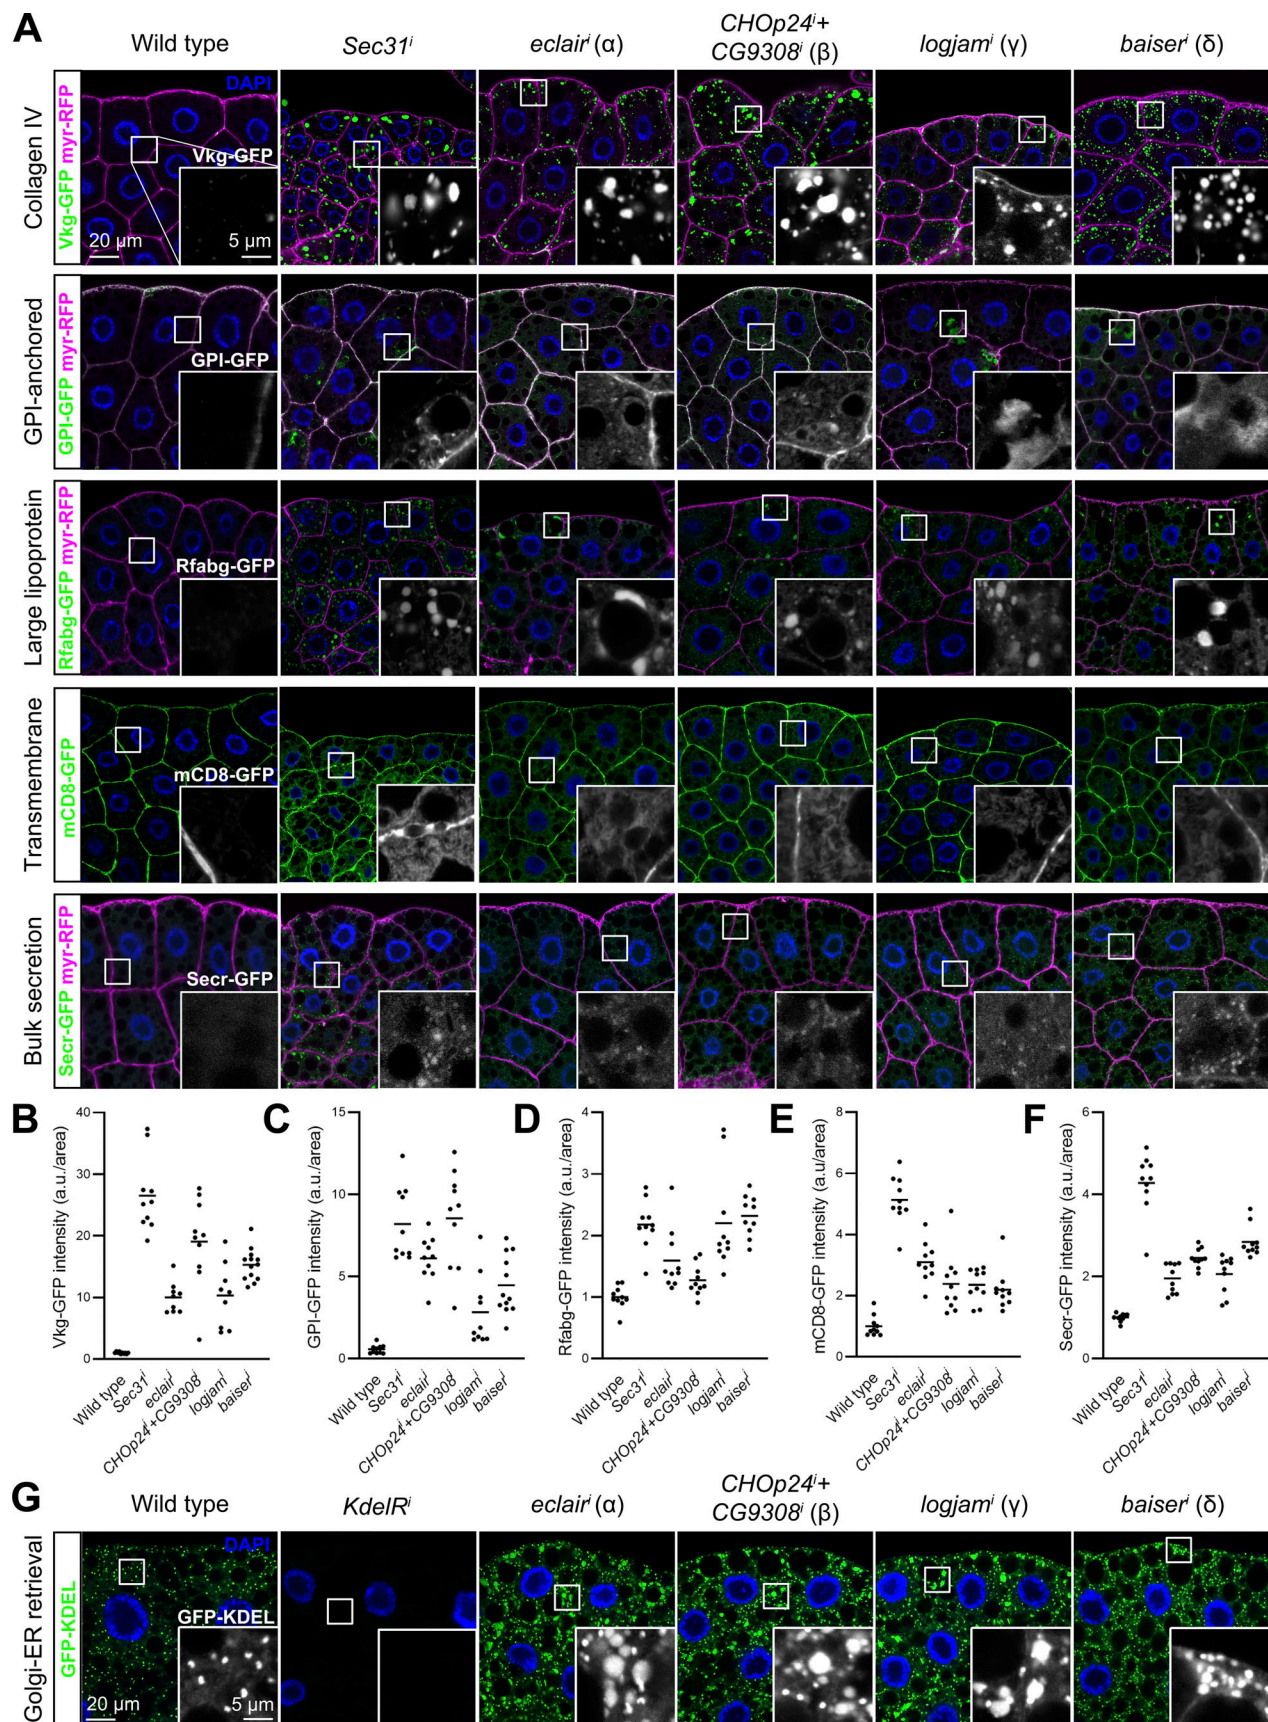 A
Wild type
Sec31ⁱ
eclairⁱ (α)
CHOp24ⁱ+
CG9308ⁱ (β)
logjamⁱ (γ)
baiserⁱ (δ)
Collagen IV
Vkg-GFP myr-RFP
DAPI
Vkg-GFP
20 µm
5 µm
GPI-anchored
GPI-GFP myr-RFP
GPI-GFP
Large lipoprotein
Rfabg-GFP myr-RFP
Rfabg-GFP
Transmembrane
mCD8-GFP
mCD8-GFP
Bulk secretion
Secr-GFP myr-RFP
Secr-GFP
B
Vkg-GFP intensity (a.u./area)
40
30
20
10
0
Wild type
Sec31ⁱ
eclairⁱ
CHOp24ⁱ+CG9308ⁱ
logjamⁱ
baiserⁱ
C
GPI-GFP intensity (a.u./area)
15
10
5
0
Wild type
Sec31ⁱ
eclairⁱ
CHOp24ⁱ+CG9308ⁱ
logjamⁱ
baiserⁱ
D
Rfabg-GFP intensity (a.u./area)
4
3
2
1
0
Wild type
Sec31ⁱ
eclairⁱ
CHOp24ⁱ+CG9308ⁱ
logjamⁱ
baiserⁱ
E
mCD8-GFP intensity (a.u/area)
8
6
4
2
0
Wild type
Sec31ⁱ
eclairⁱ
CHOp24ⁱ+CG9308ⁱ
logjamⁱ
baiserⁱ
F
Secr-GFP intensity (a.u./area)
6
4
2
0
Wild type
Sec31ⁱ
eclairⁱ
CHOp24ⁱ+CG9308ⁱ
logjamⁱ
baiserⁱ
G
Wild type
KdelRⁱ
eclairⁱ (α)
CHOp24ⁱ+
CG9308ⁱ (β)
logjamⁱ (γ)
baiserⁱ (δ)
Golgi-ER retrieval
GFP-KDEL
DAPI
GFP-KDEL
20 µm
5 µm